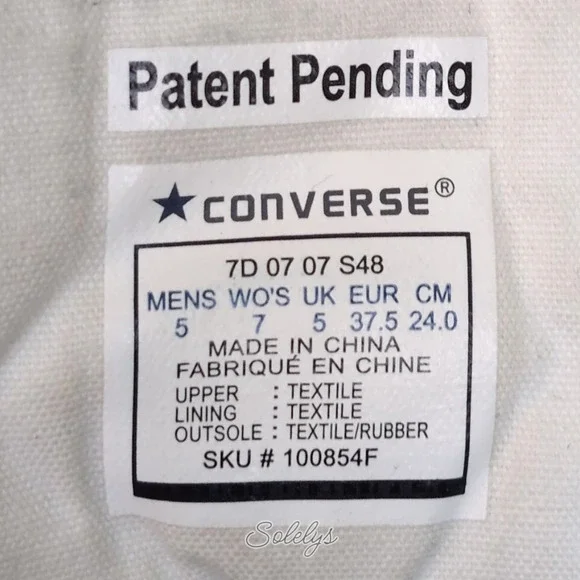 Patent Pending
CONVERSE®
7D 07 07 S48
MENS WO'S UK EUR CM
5 7 5 37.5 24.0
MADE IN CHINA
FABRIQUÉ EN CHINE
UPPER : TEXTILE
LINING : TEXTILE
OUTSOLE : TEXTILE/RUBBER
SKU # 100854F
Solelys